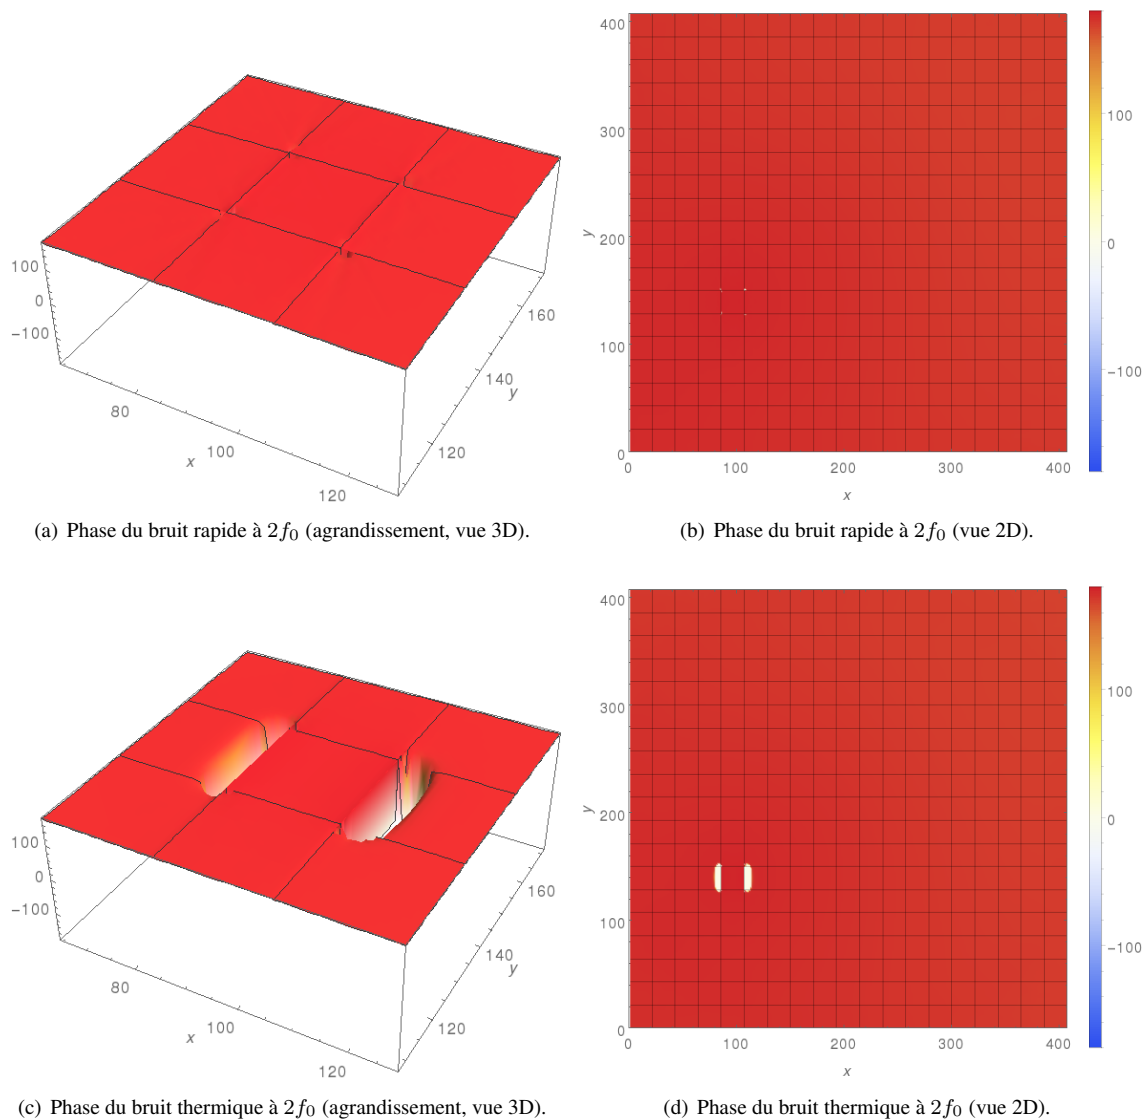 100
0
−100
80
100
120
x
120
140
160
y
(a) Phase du bruit rapide à 2f₀ (agrandissement, vue 3D).
400
300
200
100
0
y
0 100 200 300 400
x
100
0
−100
(b) Phase du bruit rapide à 2f₀ (vue 2D).
100
0
−100
80
100
120
x
120
140
160
y
(c) Phase du bruit thermique à 2f₀ (agrandissement, vue 3D).
400
300
200
100
0
y
0 100 200 300 400
x
100
0
−100
(d) Phase du bruit thermique à 2f₀ (vue 2D).